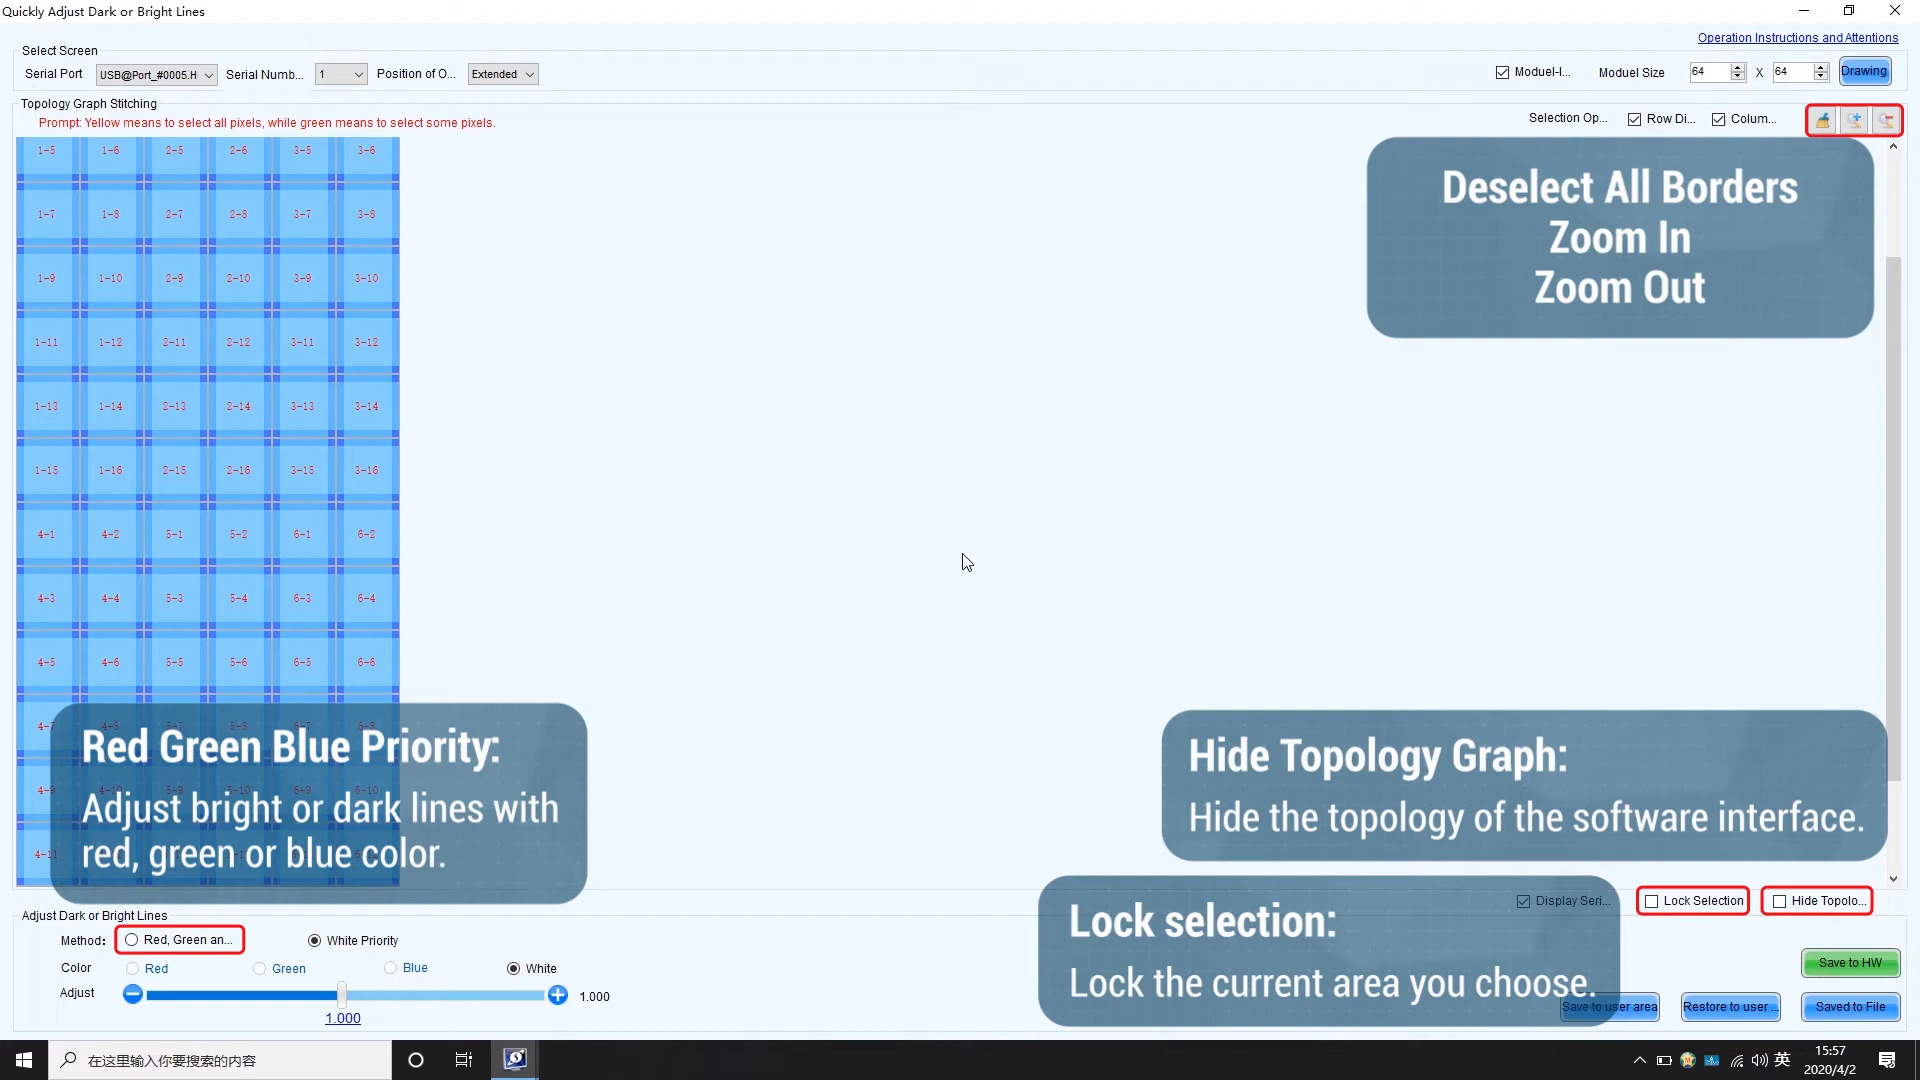 Quickly Adjust Dark or Bright Lines
Operation Instructions and Attentions
Select Screen
Serial Port USB@Port_#0005.H Serial Numb... 1 Position of O... Extended Moduel-I... Moduel Size 64 X 64 Drawing
Topology Graph Stitching
Prompt: Yellow means to select all pixels, while green means to select some pixels.
Selection Op... Row Di... Colum...
1-5 1-6 2-5 2-6 3-5 3-6
1-7 1-8 2-7 2-8 3-7 3-8
1-9 1-10 2-9 2-10 3-9 3-10
1-11 1-12 2-11 2-12 3-11 3-12
1-13 1-14 2-13 2-14 3-13 3-14
1-15 1-16 2-15 2-16 3-15 3-16
4-1 4-2 5-1 5-2 6-1 6-2
4-3 4-4 5-3 5-4 6-3 6-4
4-5 4-6 5-5 5-6 6-5 6-6
Deselect All Borders
Zoom In
Zoom Out
Red Green Blue Priority:
Adjust bright or dark lines with
red, green or blue color.
Hide Topology Graph:
Hide the topology of the software interface.
Lock selection:
Lock the current area you choose.
Display Seri... Lock Selection Hide Topolo...
Adjust Dark or Bright Lines
Method: Red, Green an... White Priority
Color Red Green Blue White
Adjust 1.000
1.000
Save to HW
Save to user area Restore to user ... Saved to File
在这里输入你要搜索的内容
英
15:57
2020/4/2